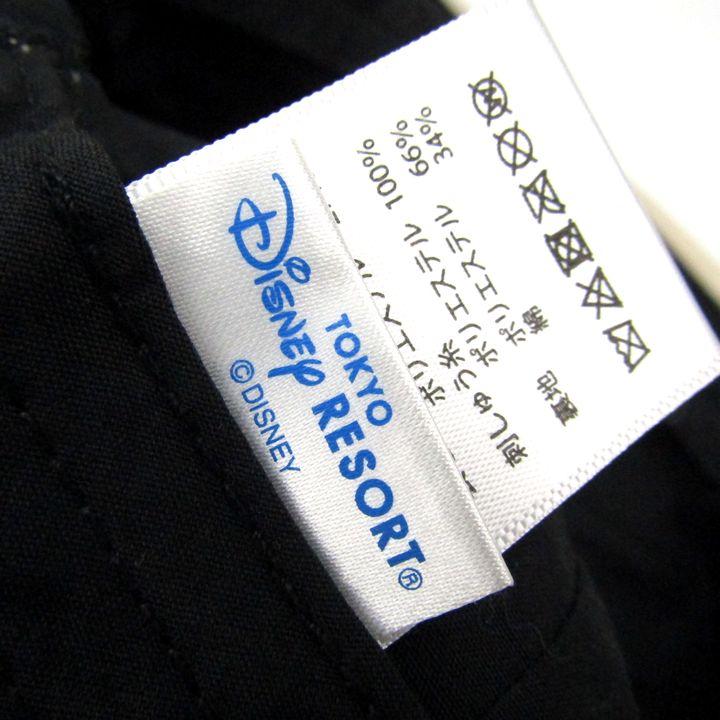 TOKYO
Disney RESORT®
©DISNEY
ポリエステル 100%
刺しゅう糸 ポリエステル 66%
裏地 綿 34%